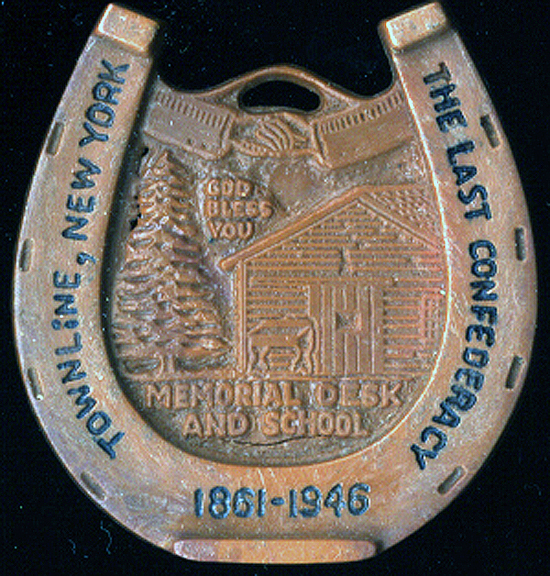 TOWNLiNE, NEW YORK
THE LAST CONFEDERACY
GOD
BLESS
YOU
MEMORIAL DESK
AND SCHOOL
1861-1946